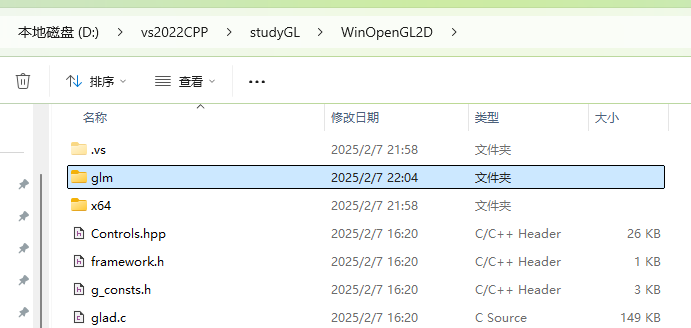 本地磁盘 (D:) > vs2022CPP > studyGL > WinOpenGL2D >
排序 查看 ...
名称 修改日期 类型 大小
.vs 2025/2/7 21:58 文件夹
glm 2025/2/7 22:04 文件夹
x64 2025/2/7 21:58 文件夹
Controls.hpp 2025/2/7 16:20 C/C++ Header 26 KB
framework.h 2025/2/7 16:20 C/C++ Header 1 KB
g_consts.h 2025/2/7 16:20 C/C++ Header 3 KB
glad.c 2025/2/7 16:20 C Source 149 KB